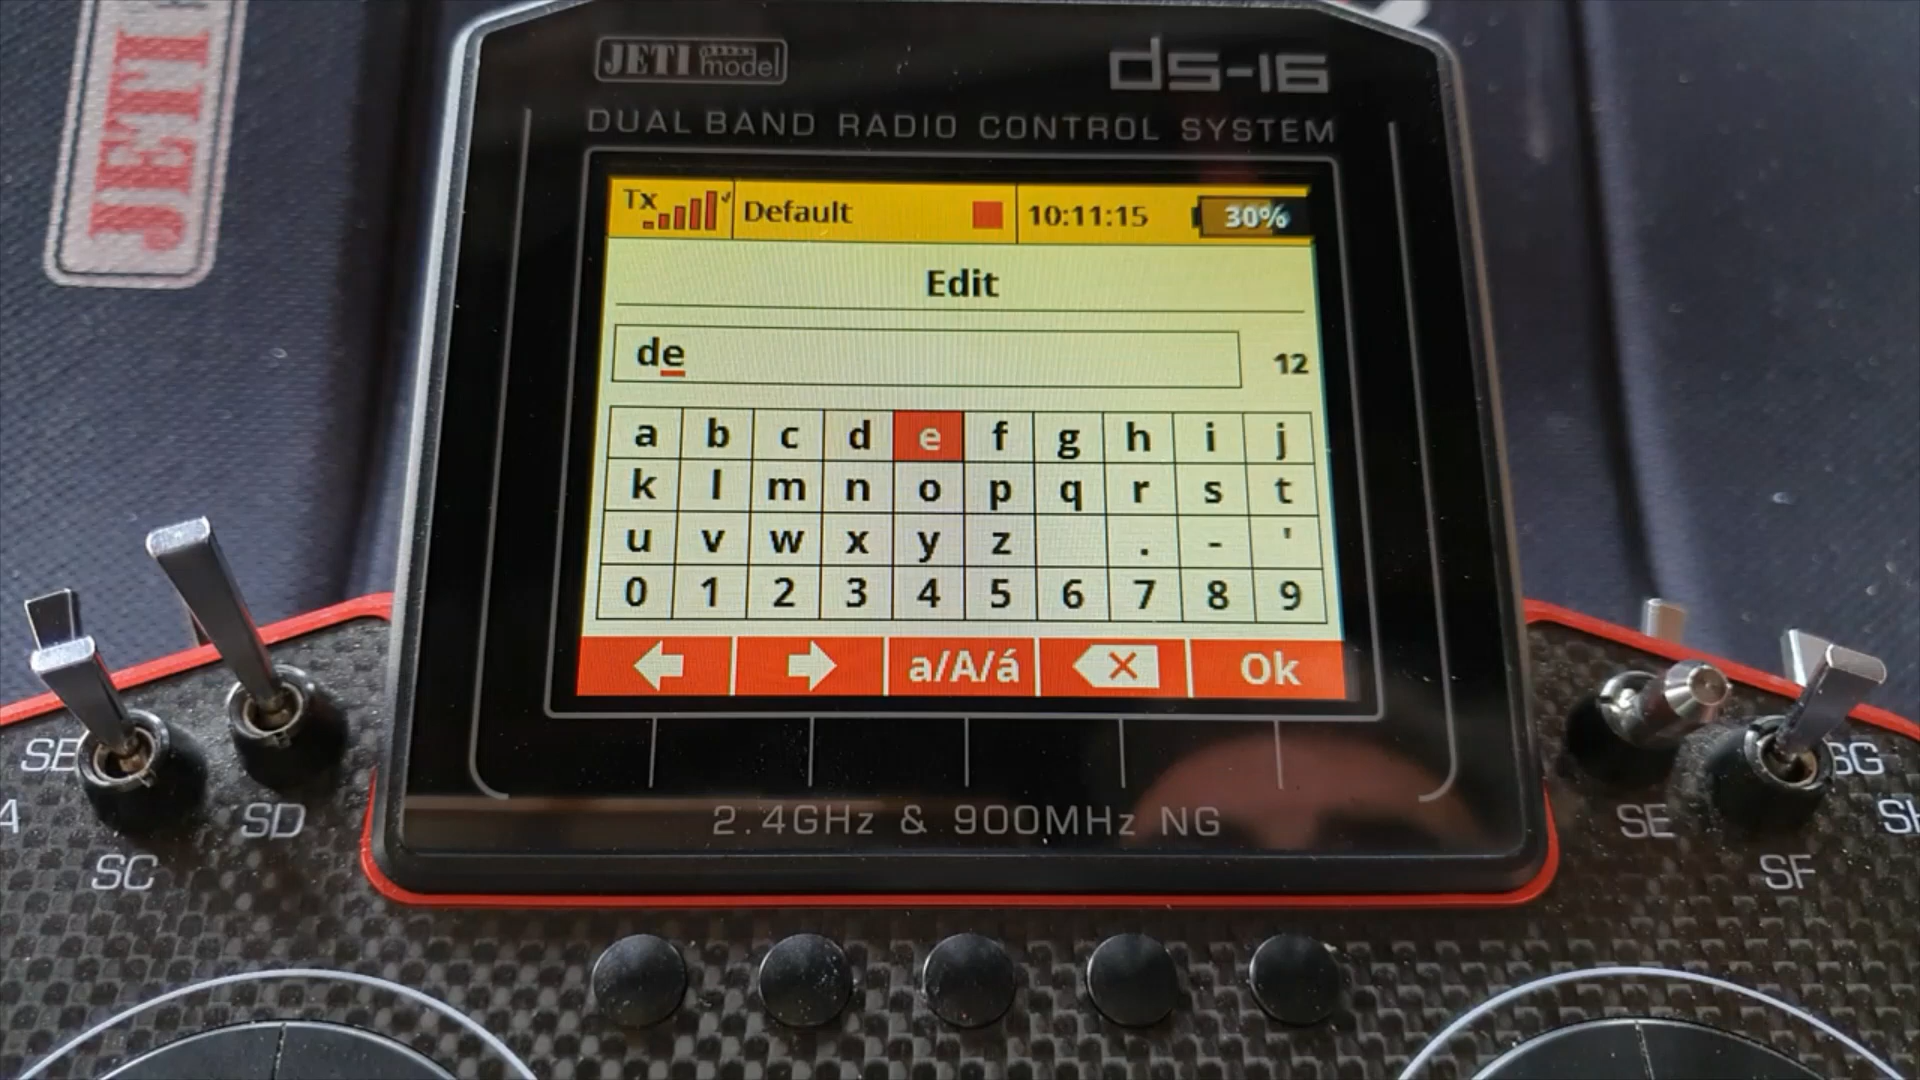 JETI
JETI model
DS-16
DUAL BAND RADIO CONTROL SYSTEM
Tx Default 10:11:15 30%
Edit
de 12
a b c d e f g h i j
k l m n o p q r s t
u v w x y z . - '
0 1 2 3 4 5 6 7 8 9
a/A/á Ok
2.4GHz & 900MHz NG
SD
SC
SE
SF
SG